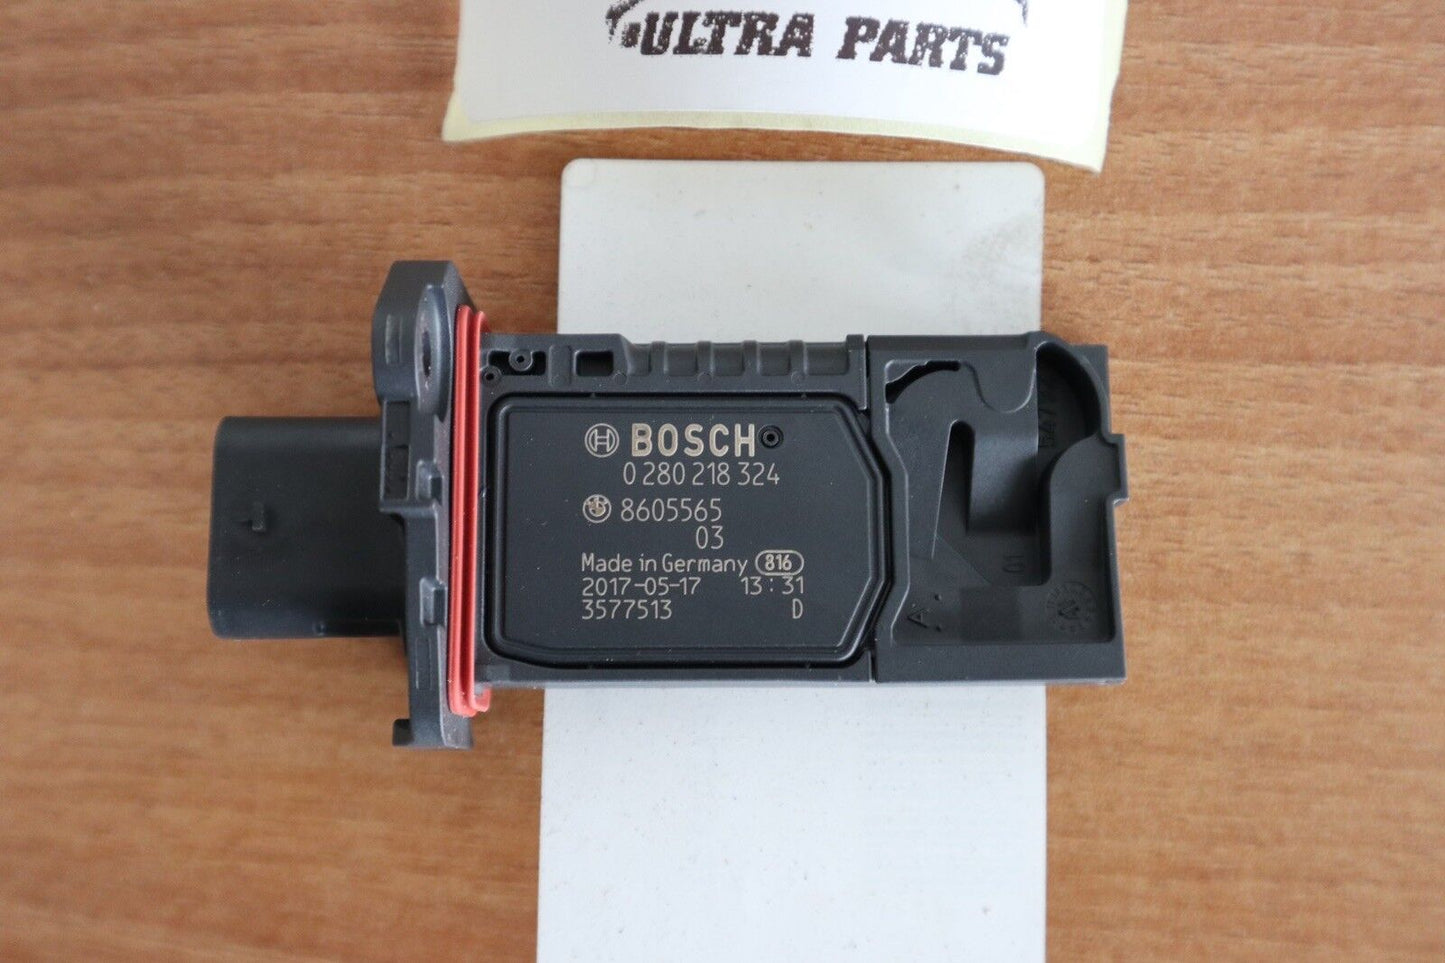 ULTRA PARTS
BOSCH
0 280 218 324
8605565
03
Made in Germany 816
2017-05-17 13:31
3577513 D
01
A